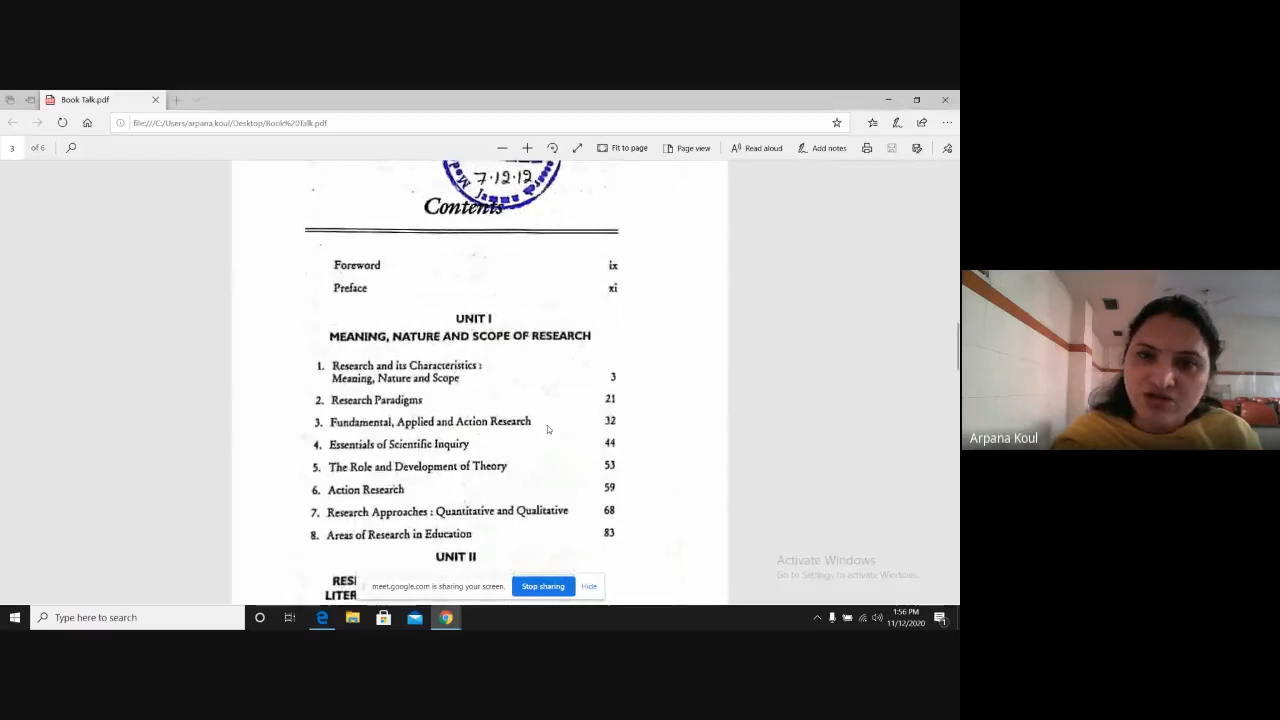 Book Talk.pdf
file:///C:/Users/arpana.koul/Desktop/Book%20Talk.pdf
3 of 6
Fit to page
Page view
Read aloud
Add notes
7.12.12
Contents
Foreword ix
Preface xi
UNIT I
MEANING, NATURE AND SCOPE OF RESEARCH
1. Research and its Characteristics :
Meaning, Nature and Scope 3
2. Research Paradigms 21
3. Fundamental, Applied and Action Research 32
4. Essentials of Scientific Inquiry 44
5. The Role and Development of Theory 53
6. Action Research 59
7. Research Approaches : Quantitative and Qualitative 68
8. Areas of Research in Education 83
UNIT II
meet.google.com is sharing your screen.
Stop sharing
Hide
Activate Windows
Go to Settings to activate Windows.
Type here to search
1:56 PM
11/12/2020
Arpana Koul